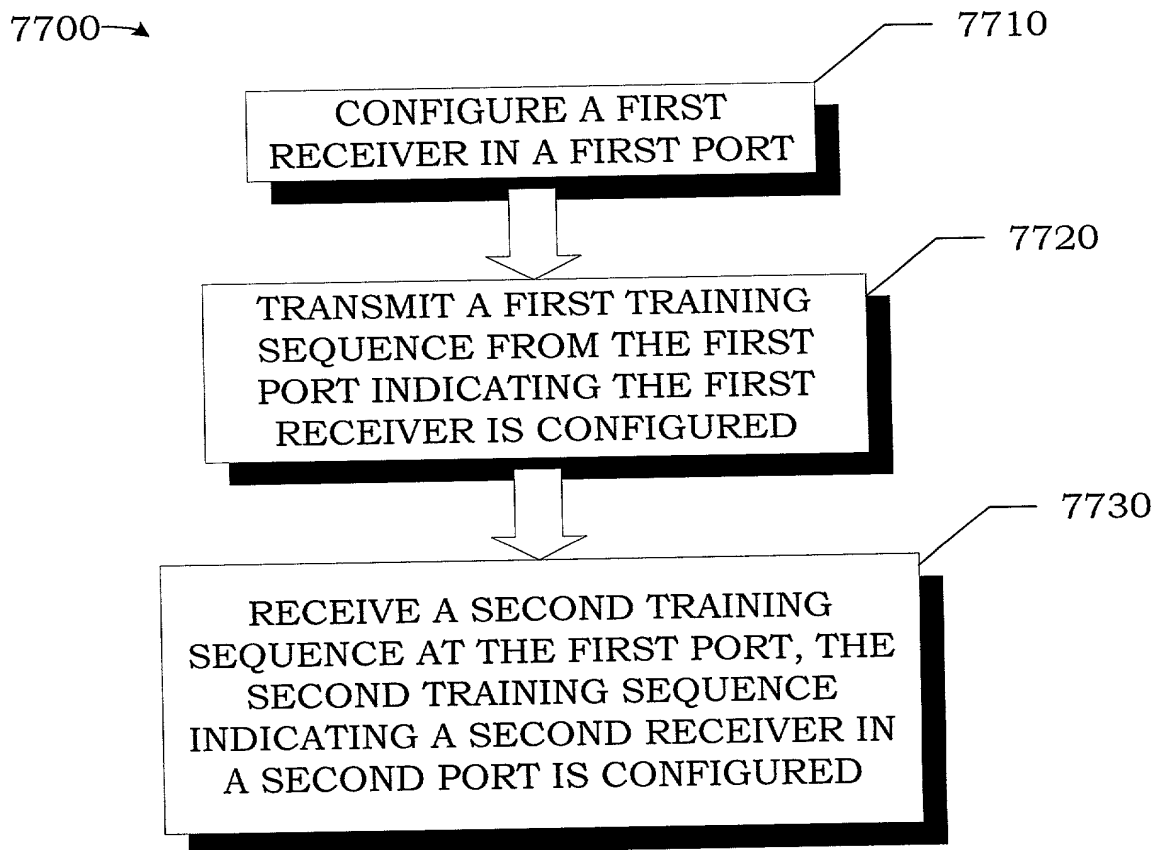 7700
7710
CONFIGURE A FIRST
RECEIVER IN A FIRST PORT
7720
TRANSMIT A FIRST TRAINING
SEQUENCE FROM THE FIRST
PORT INDICATING THE FIRST
RECEIVER IS CONFIGURED
7730
RECEIVE A SECOND TRAINING
SEQUENCE AT THE FIRST PORT, THE
SECOND TRAINING SEQUENCE
INDICATING A SECOND RECEIVER IN
A SECOND PORT IS CONFIGURED